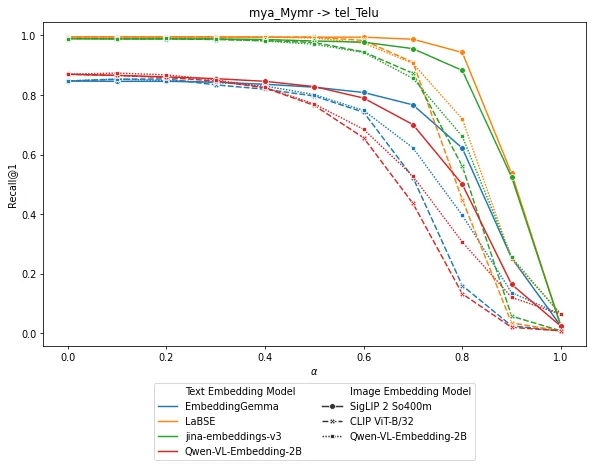 mya_Mymr -> tel_Telu
1.0
0.8
0.6
0.4
0.2
0.0
Recall@1
0.0 0.2 0.4 0.6 0.8 1.0
α
Text Embedding Model Image Embedding Model
EmbeddingGemma SigLIP 2 So400m
LaBSE CLIP ViT-B/32
jina-embeddings-v3 Qwen-VL-Embedding-2B
Qwen-VL-Embedding-2B